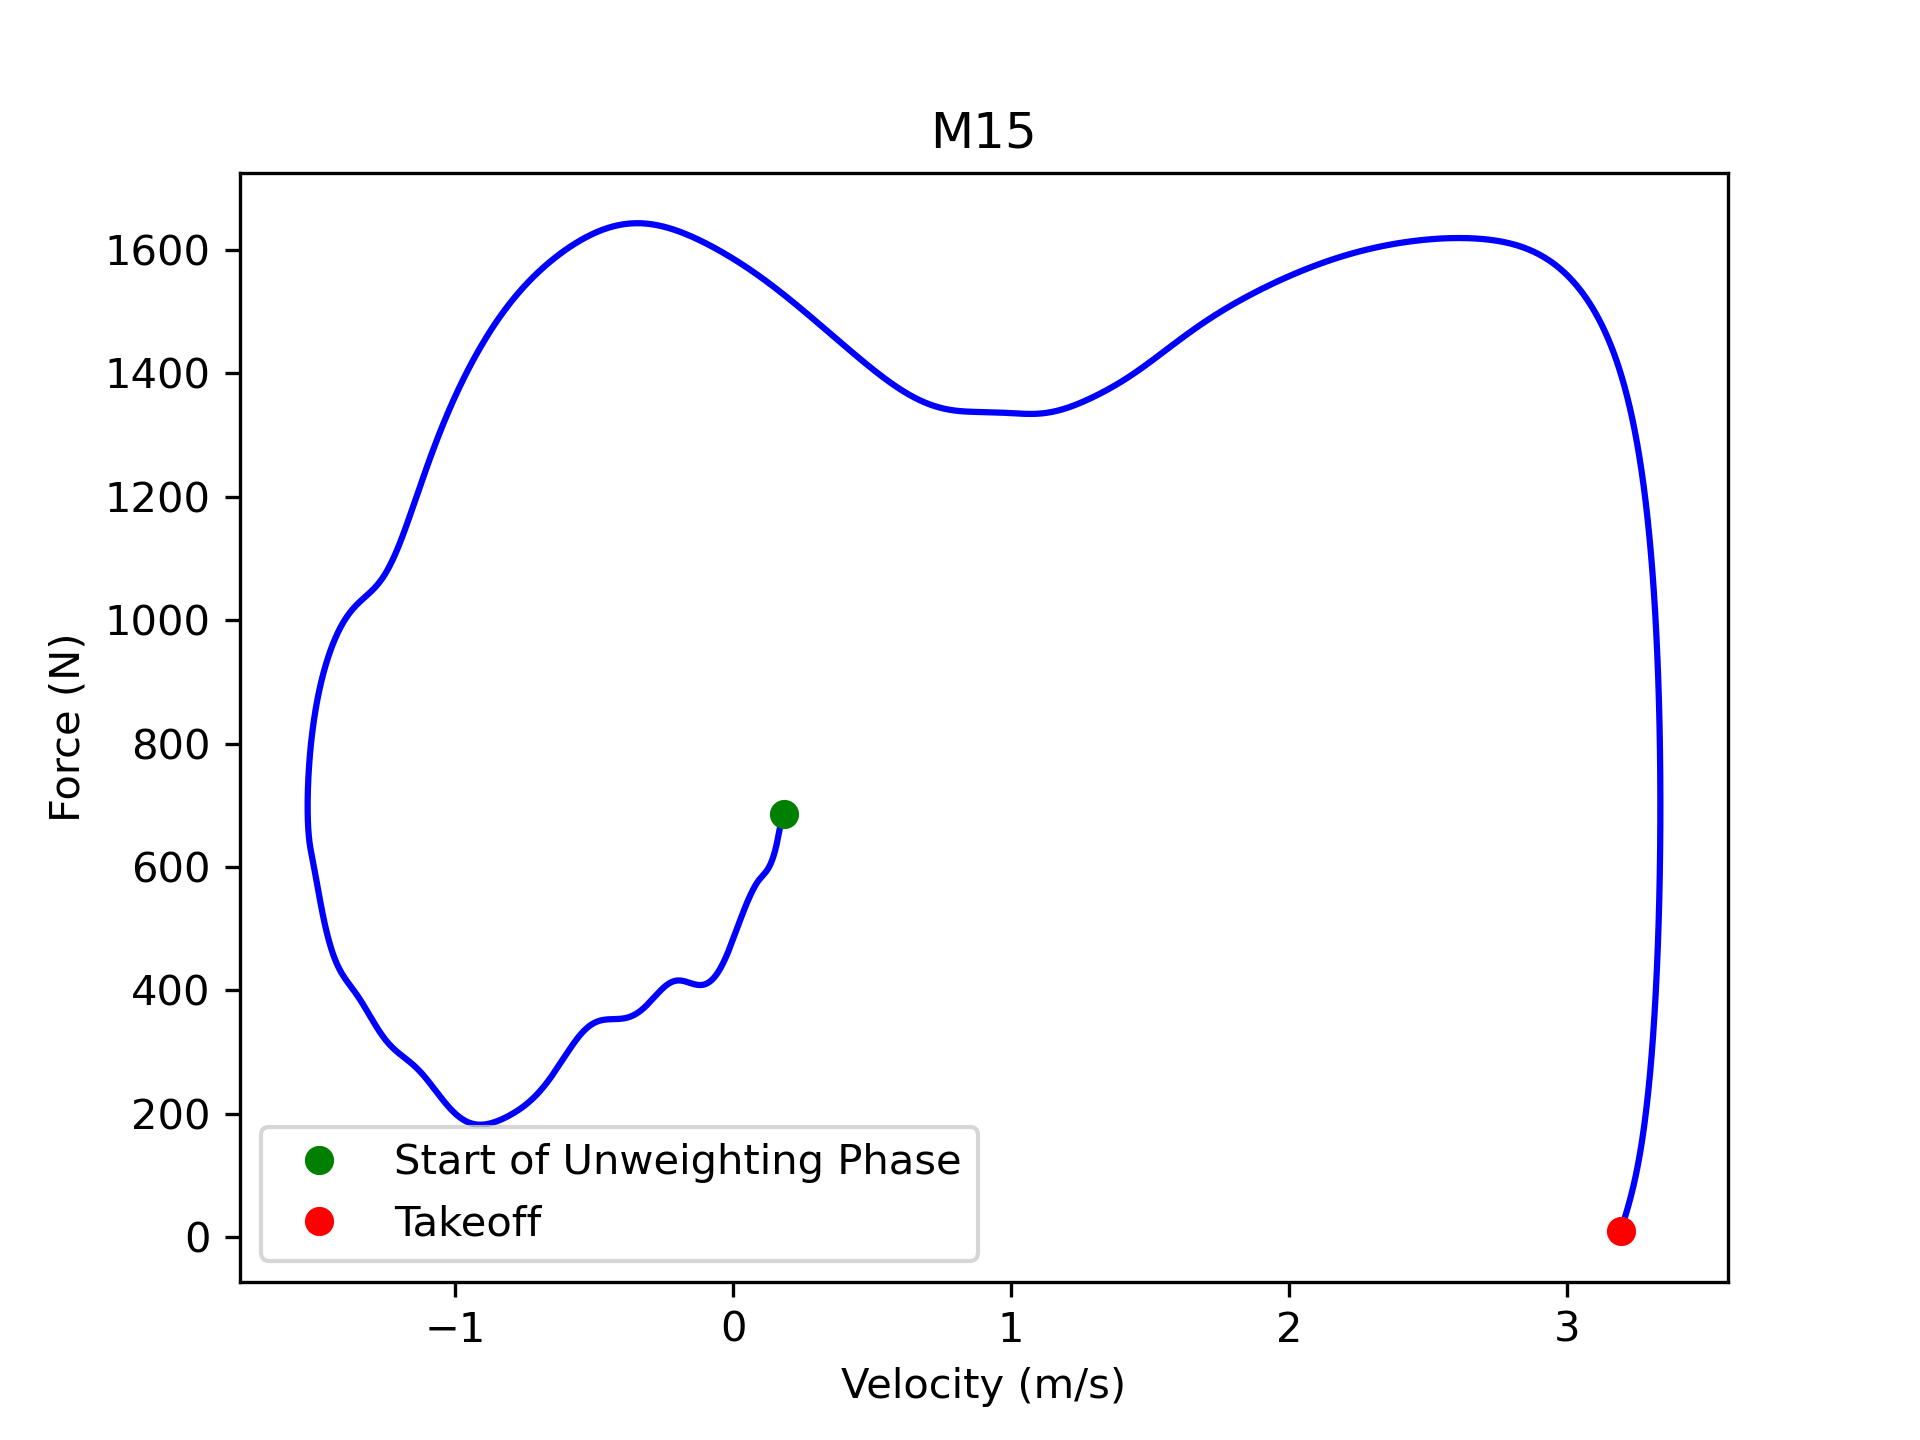 M15
1600
1400
1200
1000
800
600
400
200
0
Force (N)
Start of Unweighting Phase
Takeoff
−1 0 1 2 3
Velocity (m/s)